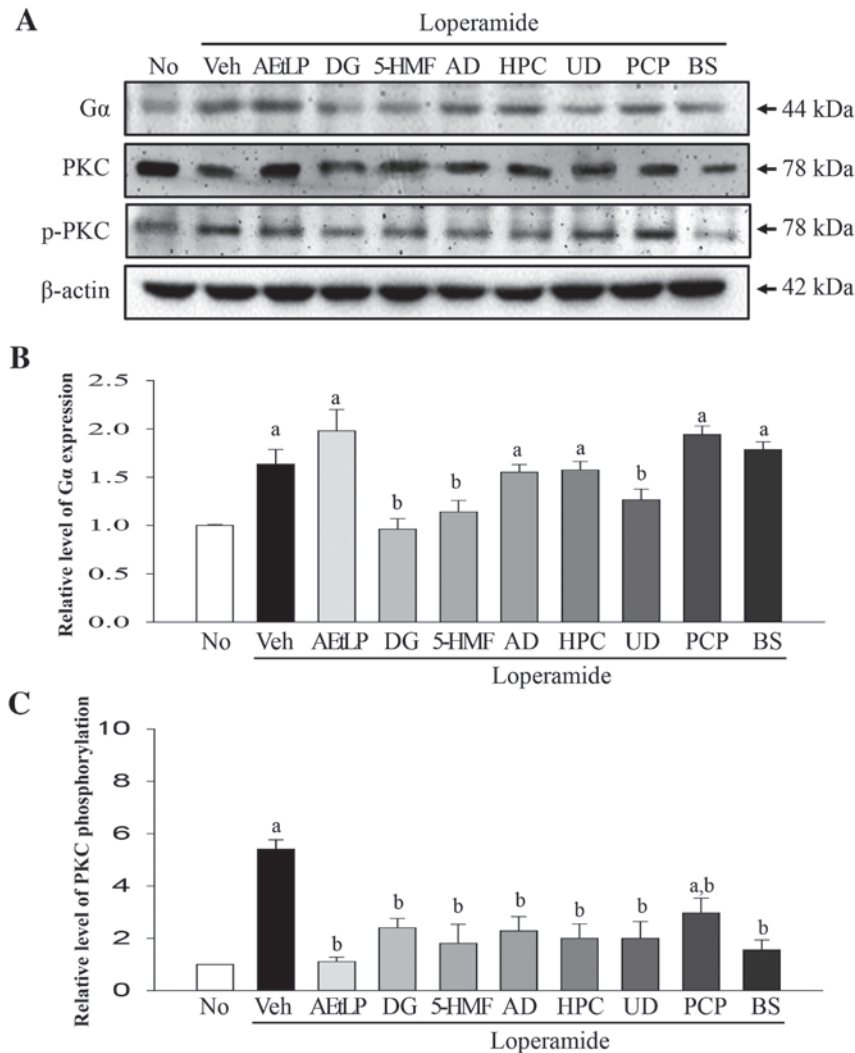 A
Loperamide
No Veh AEtLP DG 5-HMF AD HPC UD PCP BS
Gα ← 44 kDa
PKC ← 78 kDa
p-PKC ← 78 kDa
β-actin ← 42 kDa
B
Relative level of Gα expression
2.5
2.0
1.5
1.0
0.5
0.0
a a b b a a b a a
No Veh AEtLP DG 5-HMF AD HPC UD PCP BS
Loperamide
C
Relative level of PKC phosphorylation
10
8
6
4
2
0
a b b b b b b a,b b
No Veh AEtLP DG 5-HMF AD HPC UD PCP BS
Loperamide